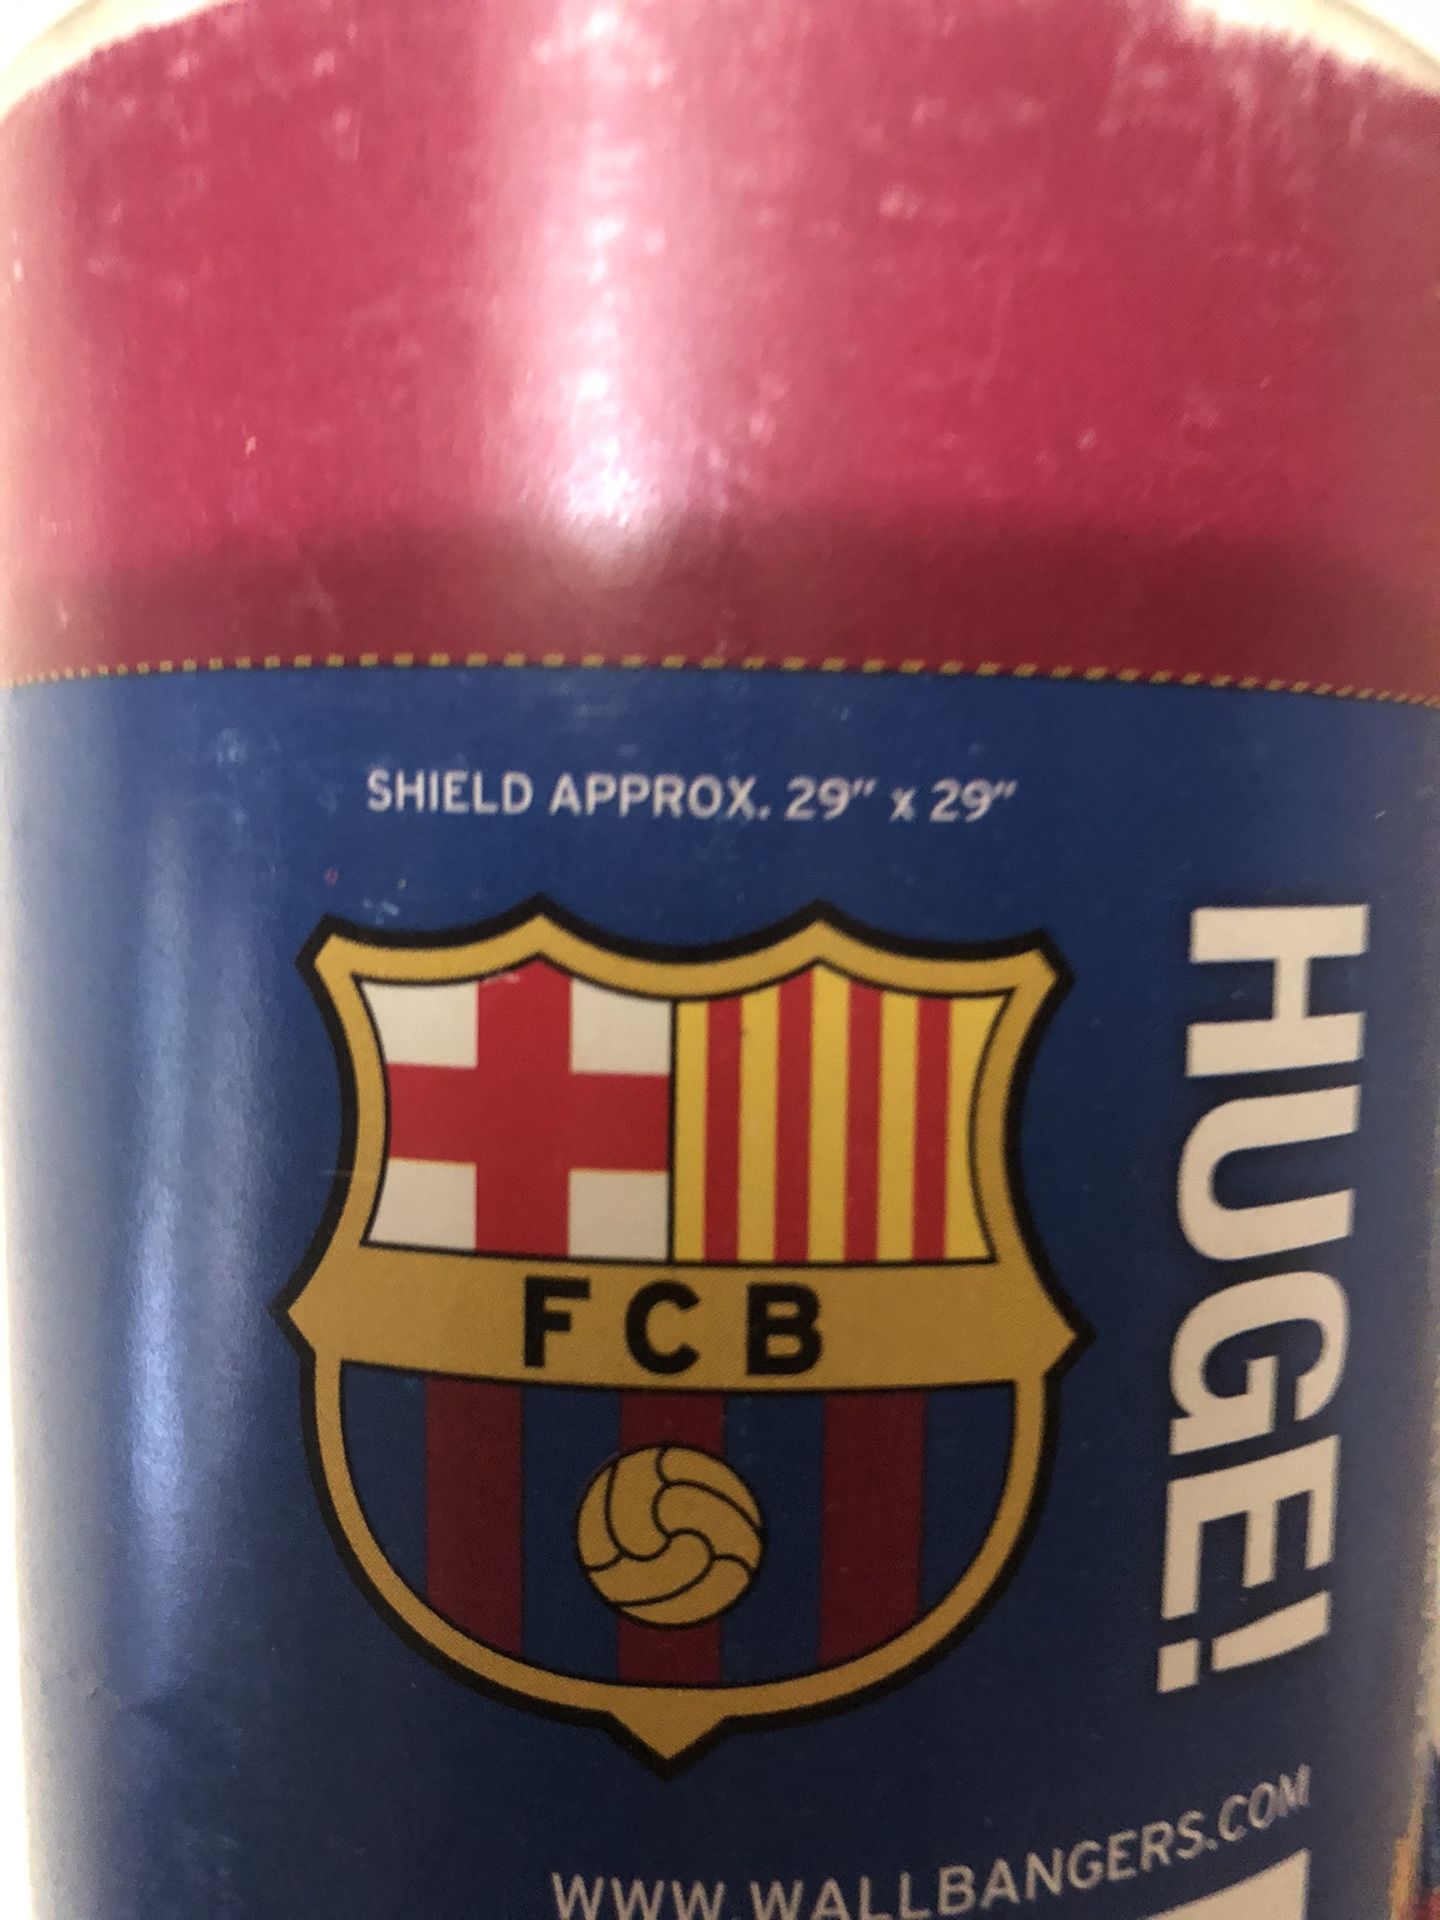 SHIELD APPROX. 29" x 29"
HUGE!
FCB
WWW.WALLBANGERS.COM